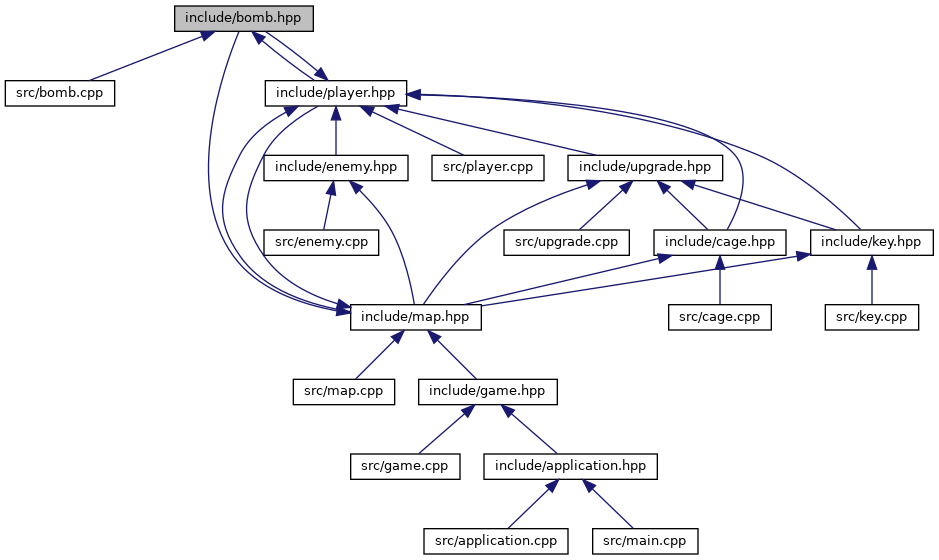 include/bomb.hpp
src/bomb.cpp
include/player.hpp
include/enemy.hpp
src/player.cpp
include/upgrade.hpp
src/enemy.cpp
src/upgrade.cpp
include/cage.hpp
include/key.hpp
include/map.hpp
src/cage.cpp
src/key.cpp
src/map.cpp
include/game.hpp
src/game.cpp
include/application.hpp
src/application.cpp
src/main.cpp